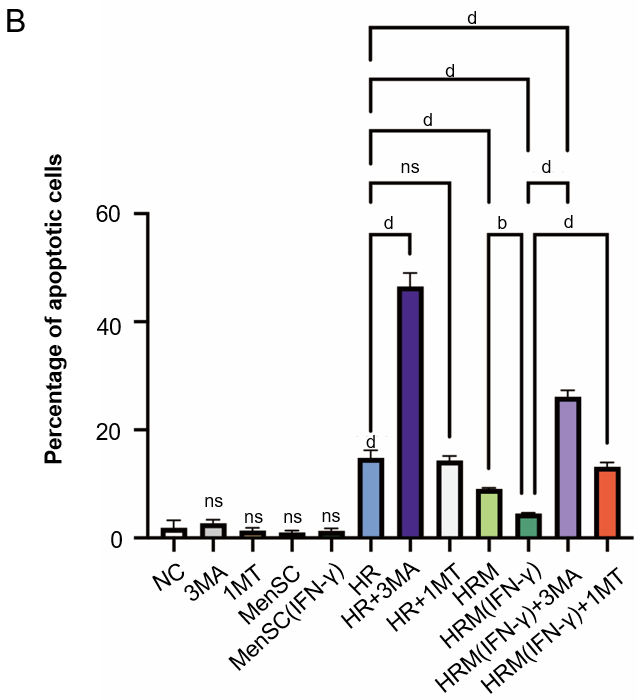 B
d
d
d
ns
d
d
b
d
Percentage of apoptotic cells
60
40
20
0
d
ns
ns
ns
ns
NC
3MA
1MT
MenSC
MenSC(IFN-γ)
HR
HR+3MA
HR+1MT
HRM
HRM(IFN-γ)
HRM(IFN-γ)+3MA
HRM(IFN-γ)+1MT